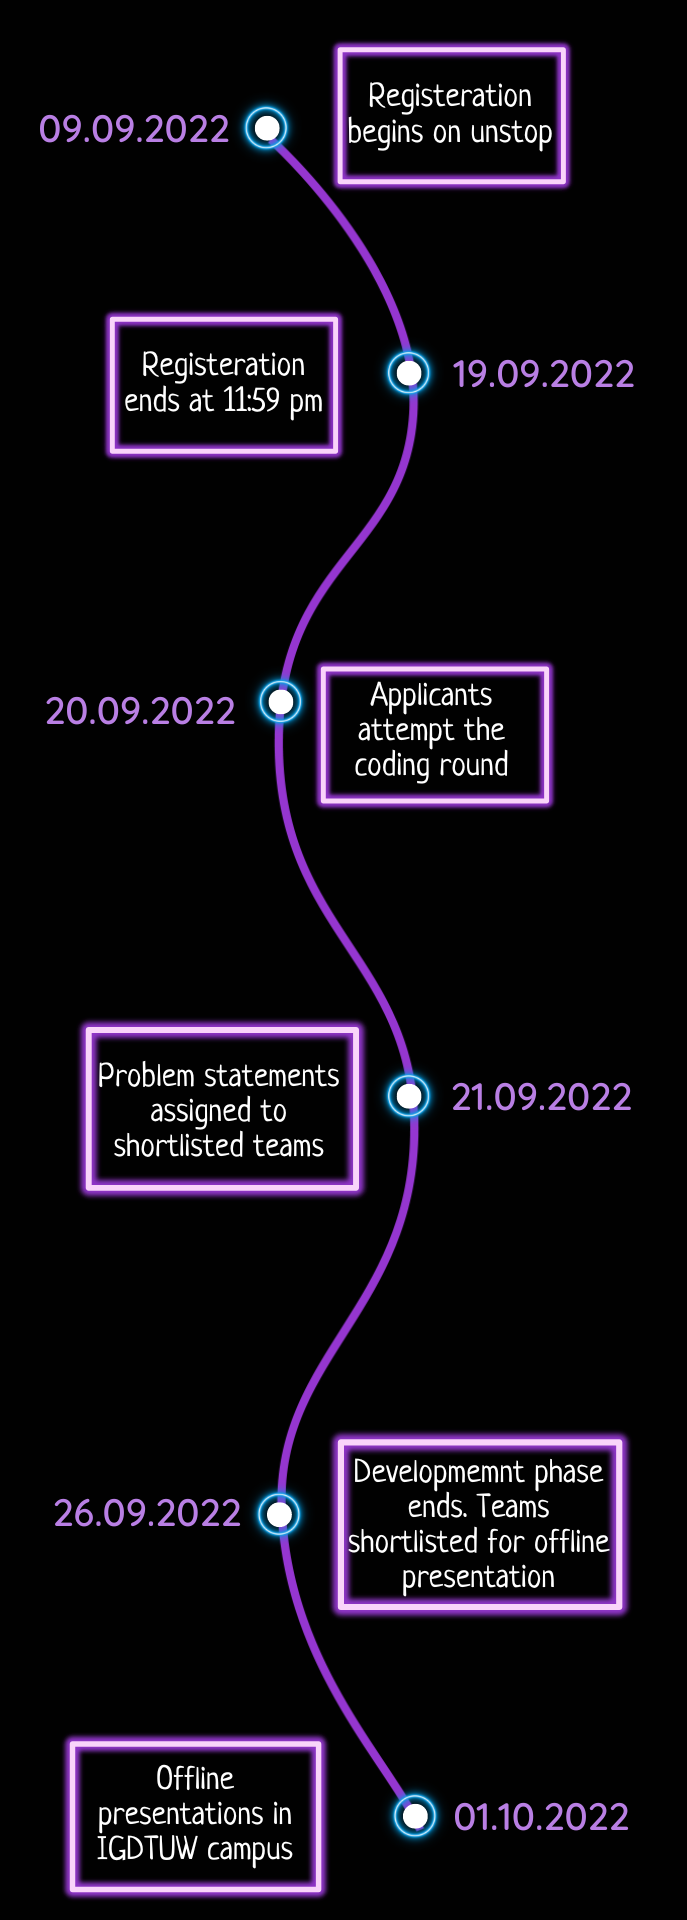 09.09.2022
Registeration
begins on unstop
Registeration
ends at 11:59 pm
19.09.2022
20.09.2022
Applicants
attempt the
coding round
Problem statements
assigned to
shortlisted teams
21.09.2022
26.09.2022
Developmemnt phase
ends. Teams
shortlisted for offline
presentation
Offline
presentations in
IGDTUW campus
01.10.2022